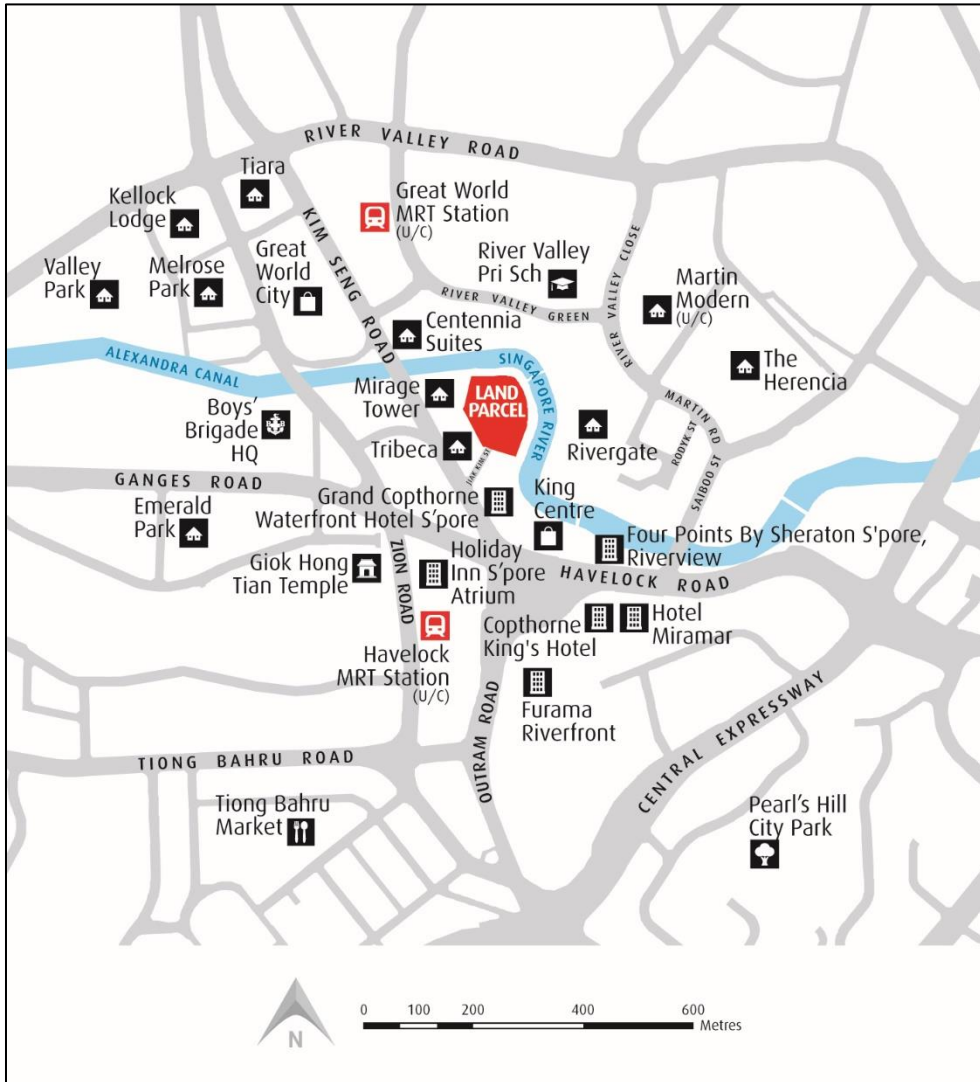 RIVER VALLEY ROAD
Tiara
Kellock
Lodge
KIM SENG ROAD
Great World
MRT Station
(U/C)
Valley
Park
Melrose
Park
Great
World
City
River Valley
Pri Sch
RIVER VALLEY CLOSE
Martin
Modern
(U/C)
RIVER VALLEY GREEN
Centennia
Suites
ALEXANDRA CANAL
SINGAPORE RIVER
The
Herencia
Mirage
Tower
LAND
PARCEL
Boys'
Brigade
HQ
MARTIN RD
RODYK ST
SAIBOO ST
Tribeca
JIAK KIM ST
Rivergate
GANGES ROAD
Emerald
Park
Grand Copthorne
Waterfront Hotel S'pore
King
Centre
Four Points By Sheraton S'pore,
Riverview
ZION ROAD
Giok Hong
Tian Temple
Holiday
Inn S'pore
Atrium
HAVELOCK ROAD
Copthorne
King's Hotel
Hotel
Miramar
Havelock
MRT Station
(U/C)
OUTRAM ROAD
Furama
Riverfront
CENTRAL EXPRESSWAY
TIONG BAHRU ROAD
Tiong Bahru
Market
Pearl's Hill
City Park
N
0 100 200 400 600
Metres